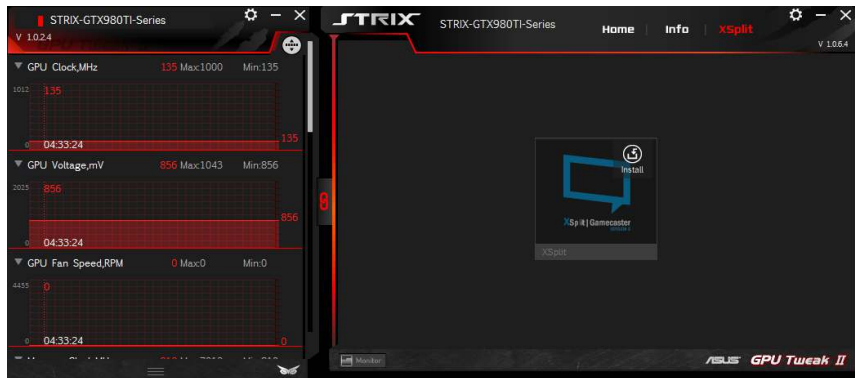 STRIX-GTX980TI-Series
V 1.0.2.4
GPU Clock,MHz 135 Max:1000 Min:135
1012 135
135
0 04:33:24
GPU Voltage,mV 856 Max:1043 Min:856
2025 856
856
0 04:33:24
GPU Fan Speed,RPM 0 Max:0 Min:0
4455 0
0 04:33:24 0
STRIX STRIX-GTX980TI-Series Home Info XSplit
V 1.0.6.4
Install
XSplit | Gamecaster
XSplit
Monitor
ASUS GPU Tweak II